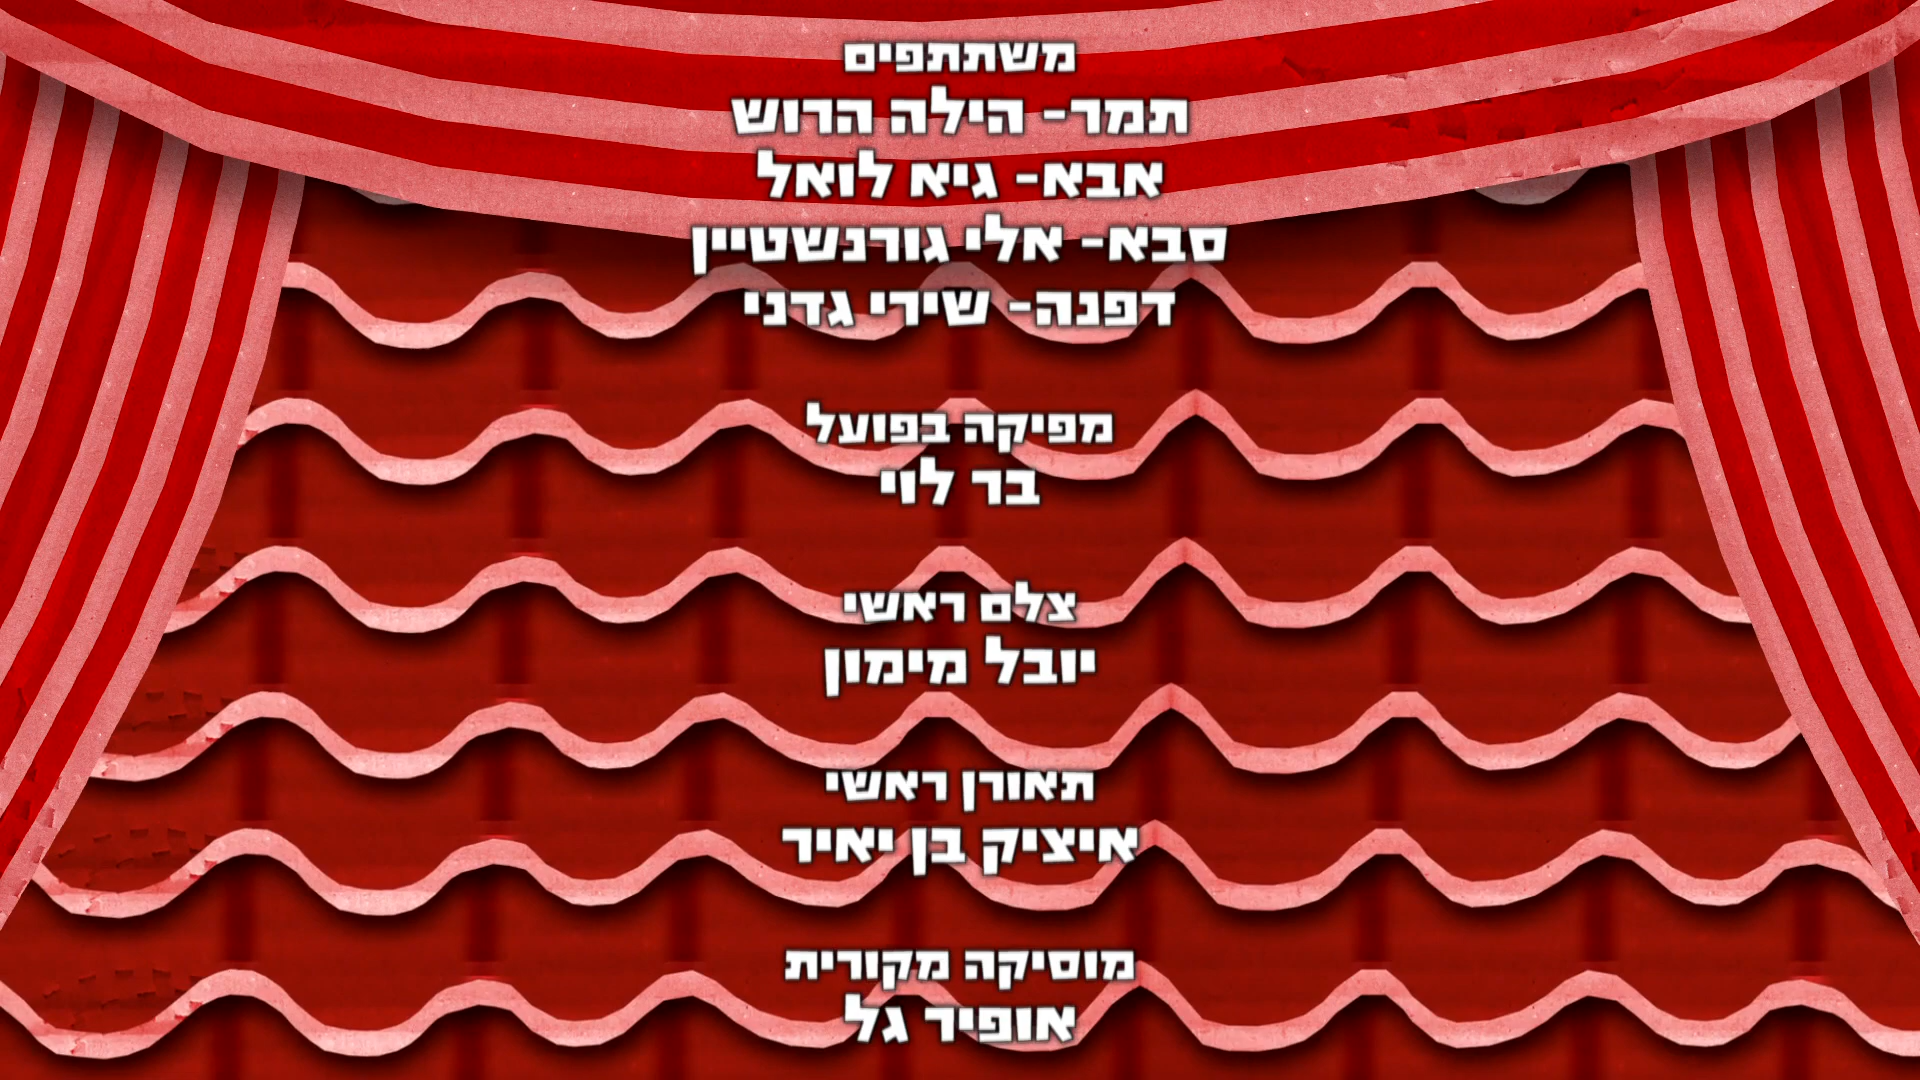 משתתפים
תמר- הילה הרוש
אבא- גיא לואל
סבא- אלי גורנשטיין
דפנה- שירי גדני
מפיקה בפועל
בר לוי
צלם ראשי
יובל מימון
תאורן ראשי
איציק בן יאיר
מוסיקה מקורית
אופיר גל